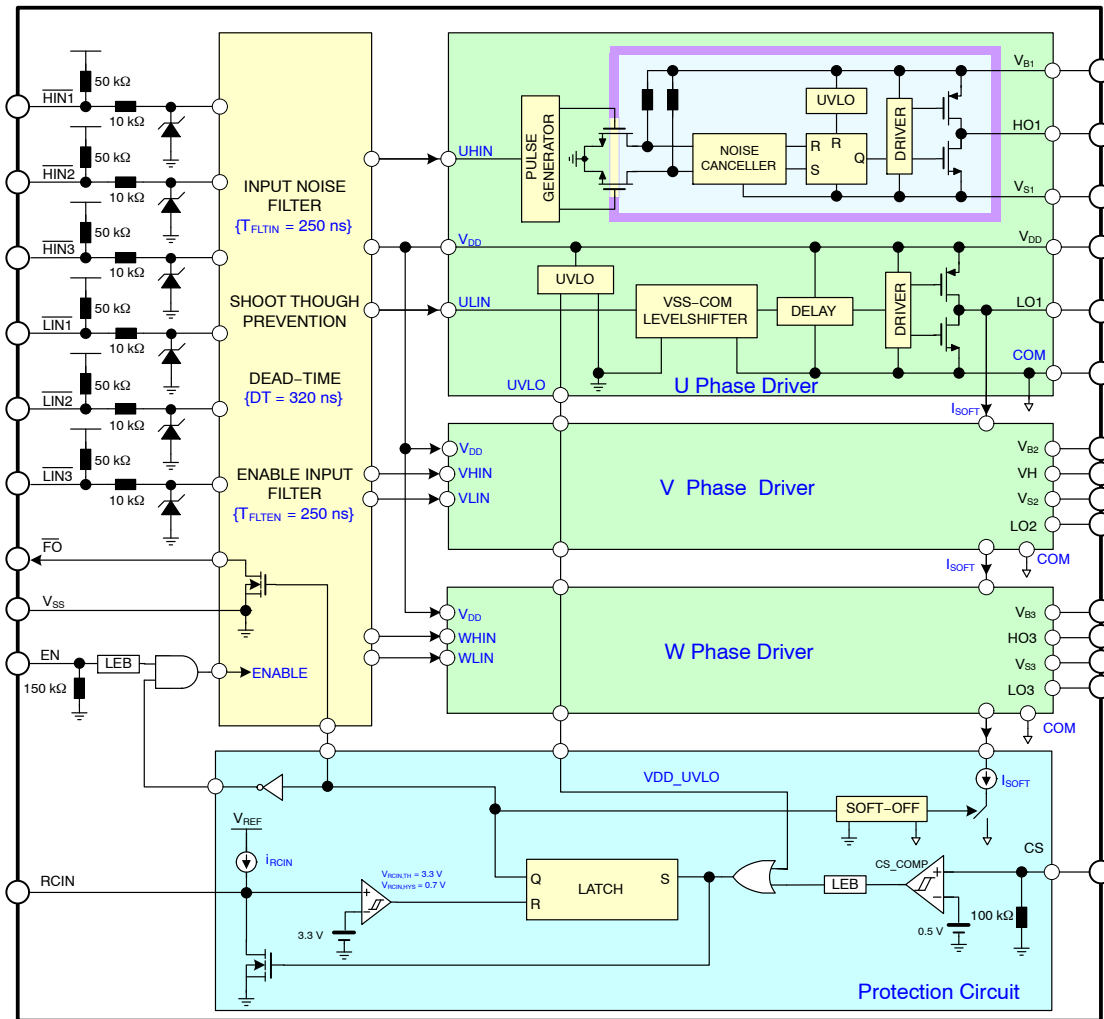 50 kΩ
HIN1
10 kΩ
50 kΩ
HIN2
10 kΩ
50 kΩ
HIN3
10 kΩ
50 kΩ
LIN1
10 kΩ
50 kΩ
LIN2
10 kΩ
50 kΩ
LIN3
10 kΩ
FO
VSS
EN
LEB
150 kΩ
ENABLE
INPUT NOISE
FILTER
{TFLTIN = 250 ns}
SHOOT THOUGH
PREVENTION
DEAD-TIME
{DT = 320 ns}
ENABLE INPUT
FILTER
{TFLTEN = 250 ns}
UHIN
PULSE
GENERATOR
NOISE
CANCELLER
UVLO
R
R
S
Q
DRIVER
VB1
HO1
VS1
VDD
VDD
UVLO
ULIN
VSS-COM
LEVELSHIFTER
DELAY
DRIVER
LO1
COM
U Phase Driver
UVLO
ISOFT
VDD
VHIN
VLIN
V Phase Driver
VB2
VH
VS2
LO2
COM
ISOFT
VDD
WHIN
WLIN
W Phase Driver
VB3
HO3
VS3
LO3
COM
VDD_UVLO
ISOFT
SOFT-OFF
VREF
iRCIN
RCIN
VRCIN,TH = 3.3 V
VRCIN,HYS = 0.7 V
+
−
3.3 V
Q
R
LATCH
S
LEB
CS_COMP
+
−
0.5 V
100 kΩ
CS
Protection Circuit